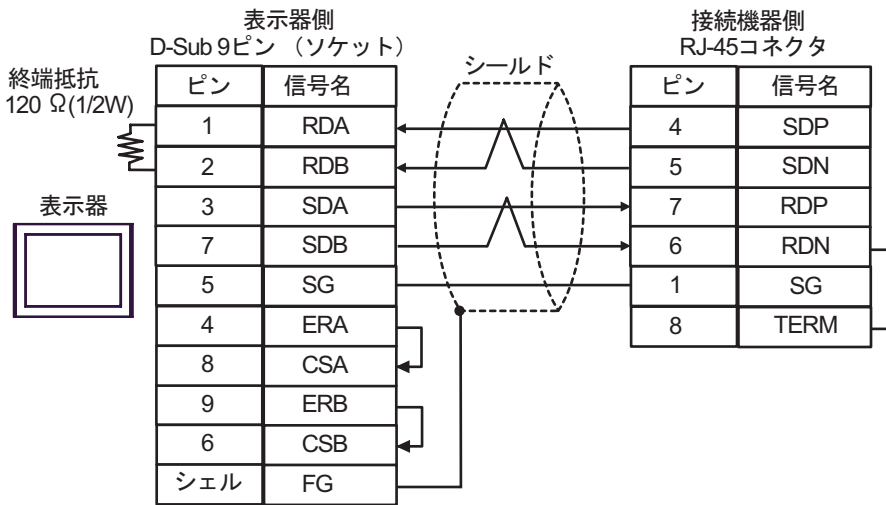 表示器側
D-Sub 9ピン （ソケット）
接続機器側
RJ-45コネクタ
シールド
終端抵抗
120 Ω(1/2W)
表示器
ピン 信号名
1 RDA
2 RDB
3 SDA
7 SDB
5 SG
4 ERA
8 CSA
9 ERB
6 CSB
シェル FG
ピン 信号名
4 SDP
5 SDN
7 RDP
6 RDN
1 SG
8 TERM